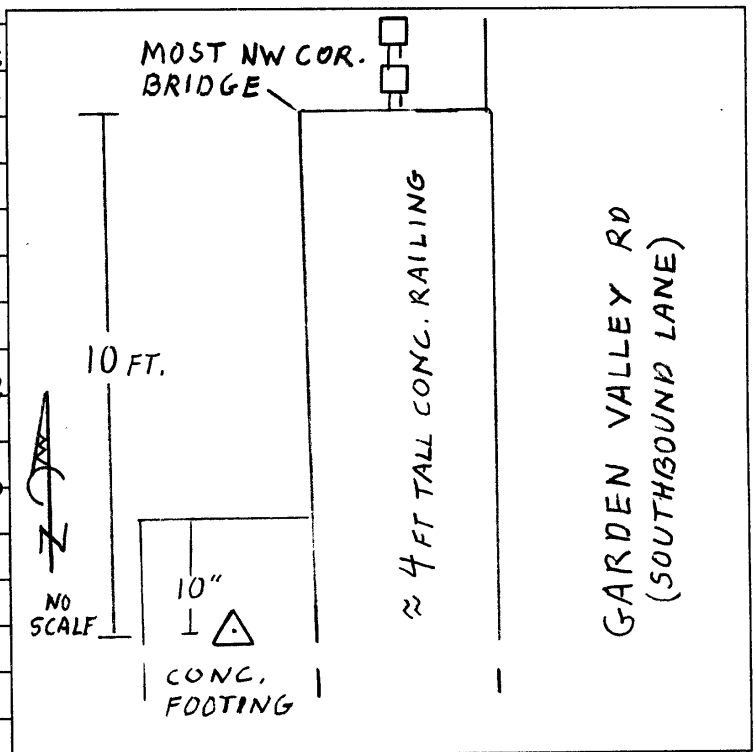 MOST NW COR.
BRIDGE
10 FT.
≈ 4 FT TALL CONC. RAILING
GARDEN VALLEY RD
(SOUTHBOUND LANE)
N
NO
SCALE
10"
CONC.
FOOTING